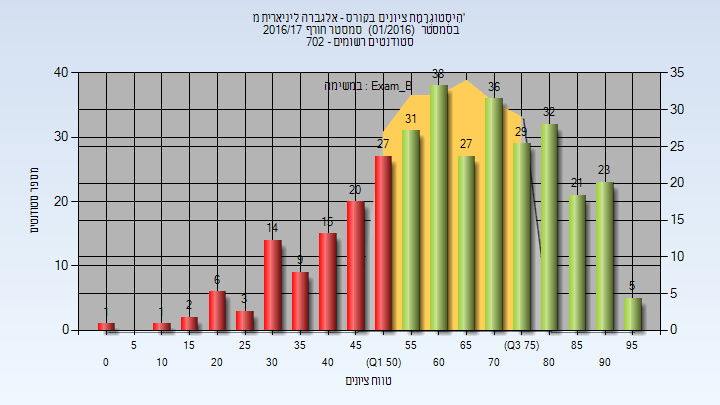 היסטוגרמת ציונים בקורס - אלגברה ליניארית מ'
בסמסטר (01/2016) סמסטר חורף 2016/17
סטודנטים רשומים - 702
במשימה : Exam_B
מספר סטודנטים
40 30 20 10 0
35 30 25 20 15 10 5 0
1 1 2 6 3 14 9 15 20 27 31 38 27 36 29 32 21 23 5
5 15 25 35 45 55 65 (Q3 75) 85 95
0 10 20 30 40 (Q1 50) 60 70 80 90
טווח ציונים